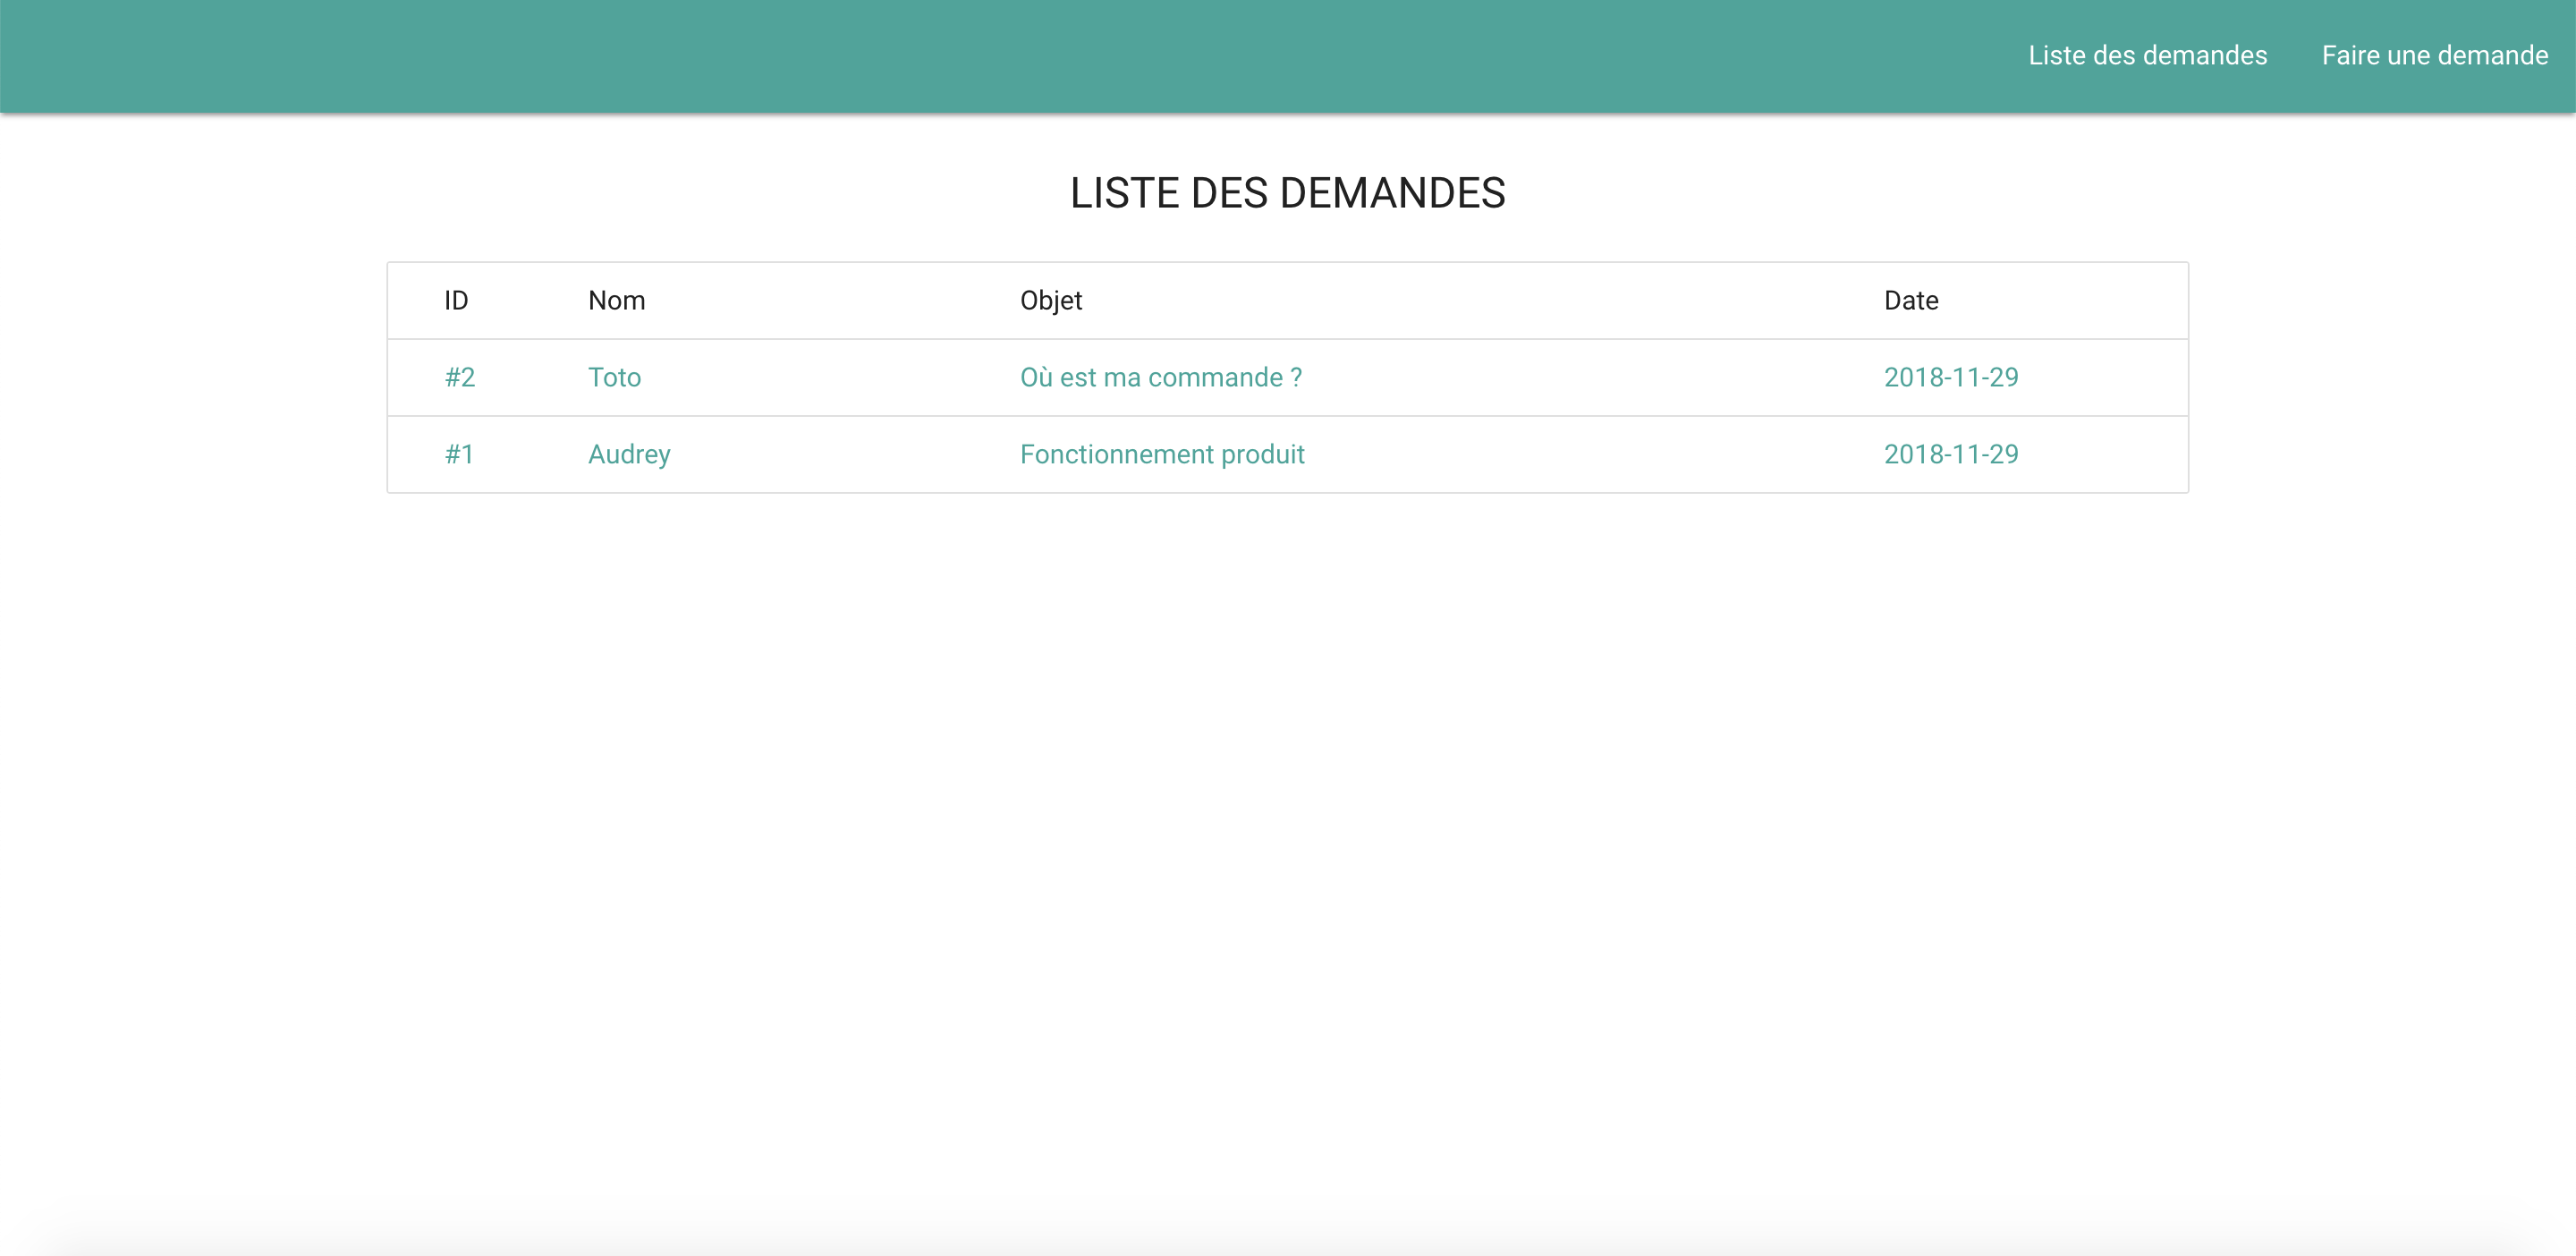 Liste des demandes Faire une demande
LISTE DES DEMANDES
ID Nom Objet Date
#2 Toto Où est ma commande ? 2018-11-29
#1 Audrey Fonctionnement produit 2018-11-29